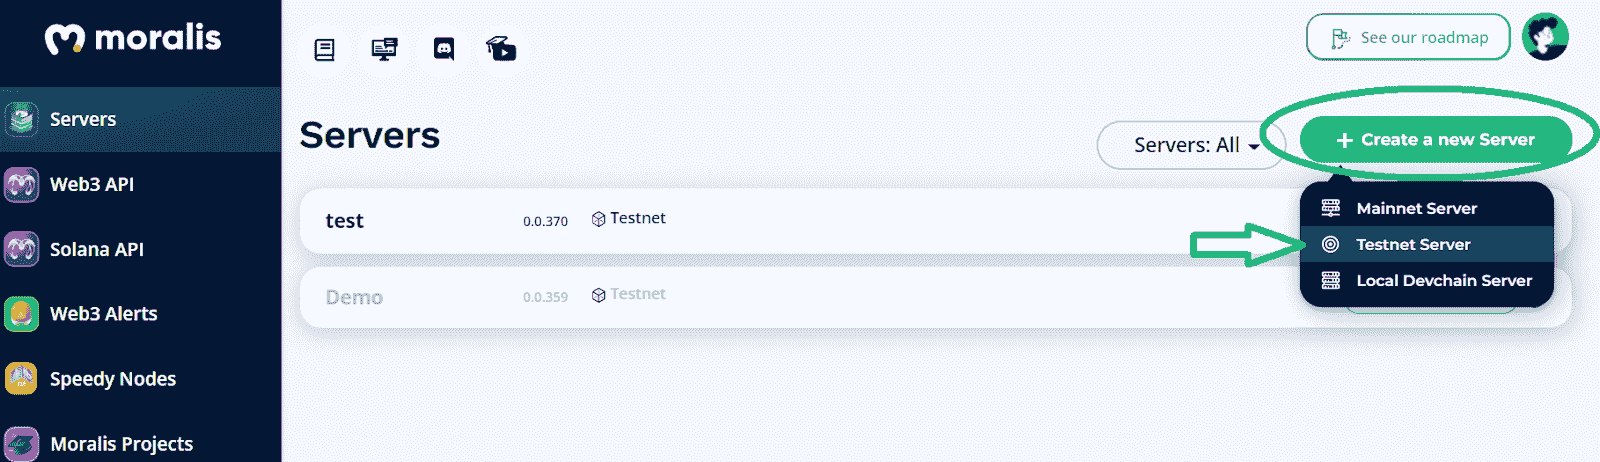 moralis
See our roadmap
Servers
Web3 API
Solana API
Web3 Alerts
Speedy Nodes
Moralis Projects
Servers
Servers: All
+ Create a new Server
Mainnet Server
Testnet Server
Local Devchain Server
test 0.0.370 Testnet
Demo 0.0.359 Testnet